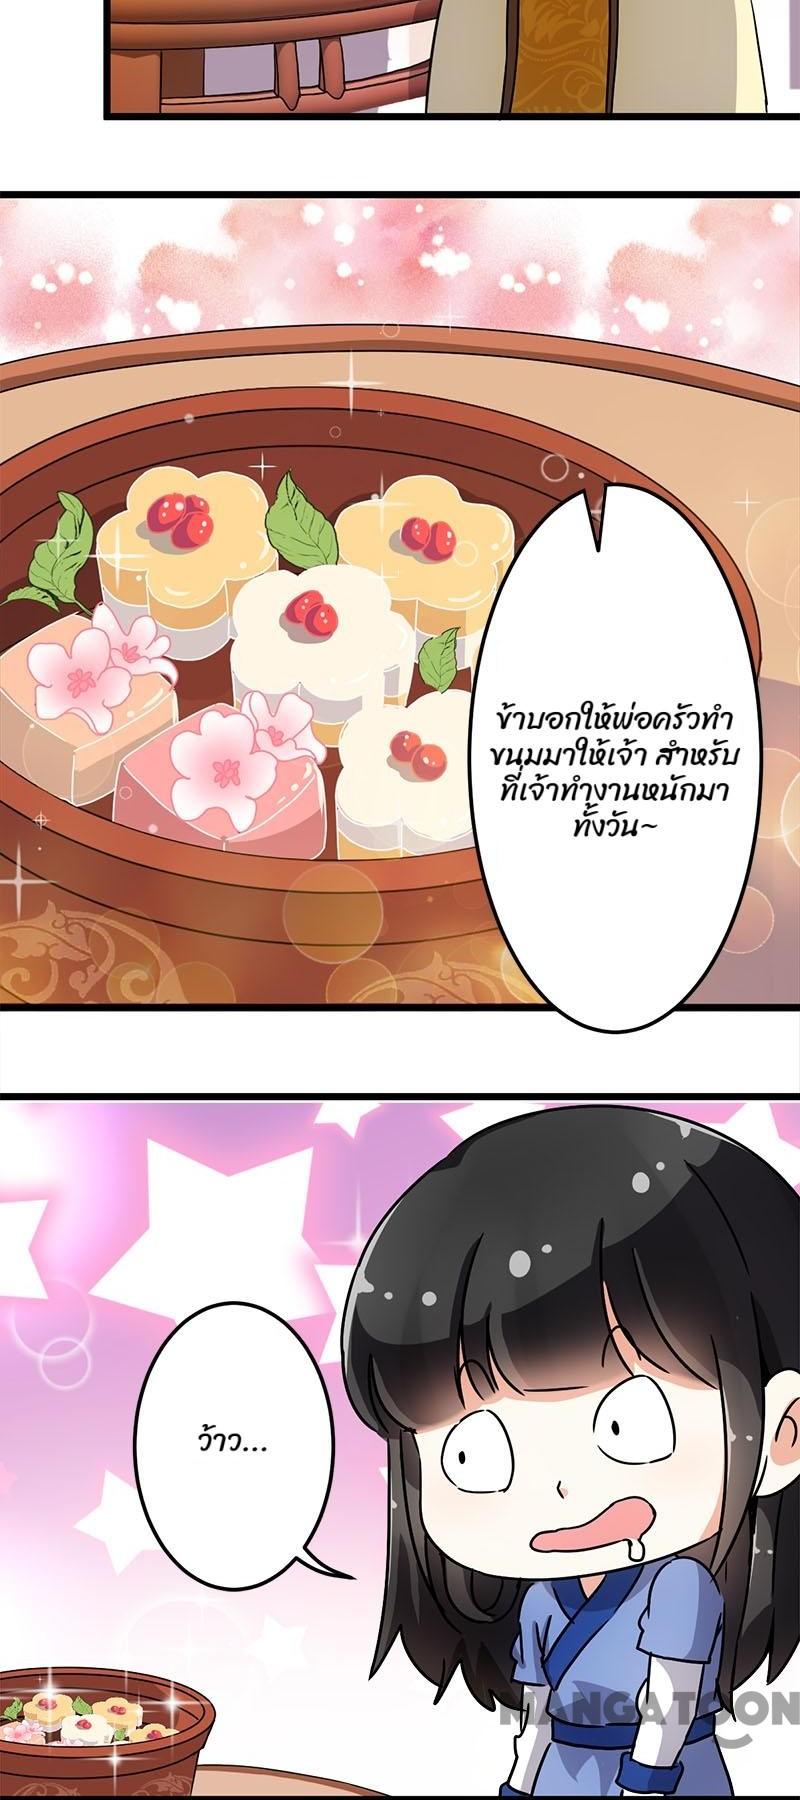 ข้าบอกให้พ่อครัวทำ
ขนมมาให้เจ้า สำหรับ
ที่เจ้าทำงานหนักมา
ทั้งวัน~
ว้าว...
MANGATOON